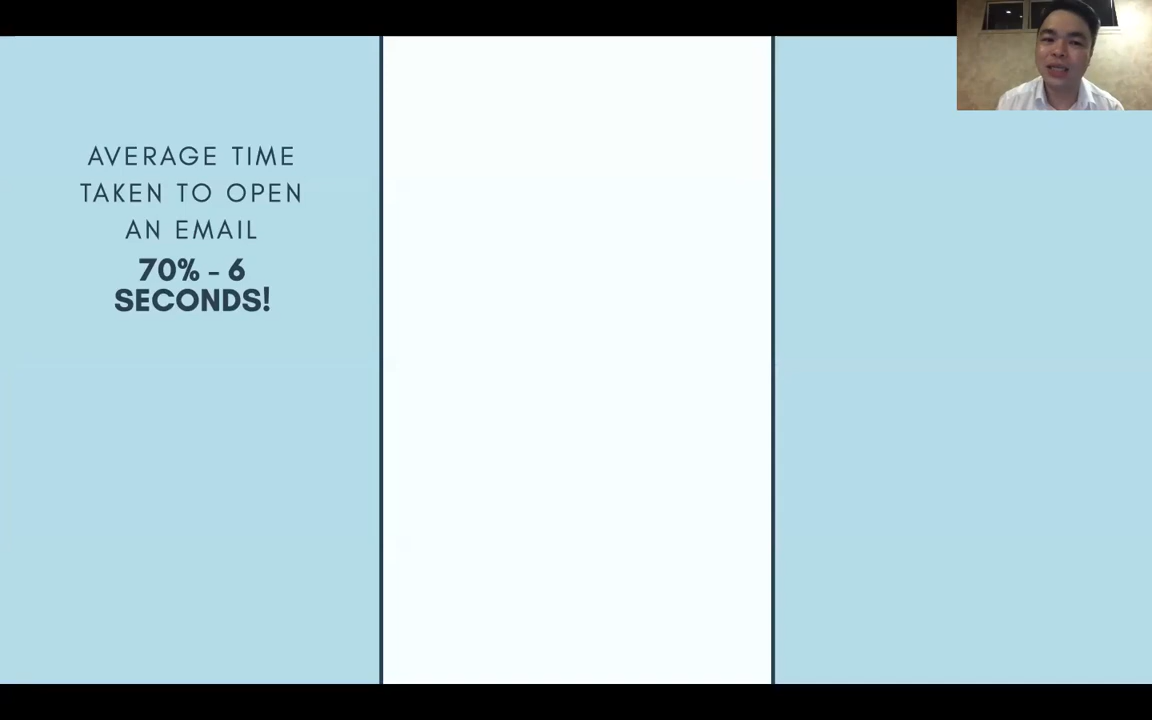 AVERAGE TIME
TAKEN TO OPEN
AN EMAIL
70% - 6
SECONDS!